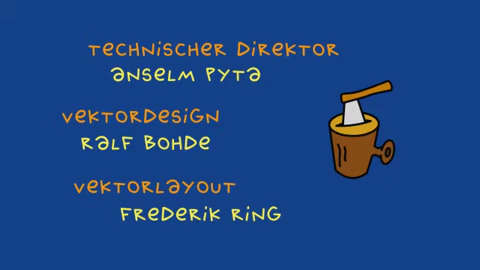 Technischer Direktor
Anselm Pyta
Vektordesign
Ralf Bohde
Vektorlayout
Frederik Ring